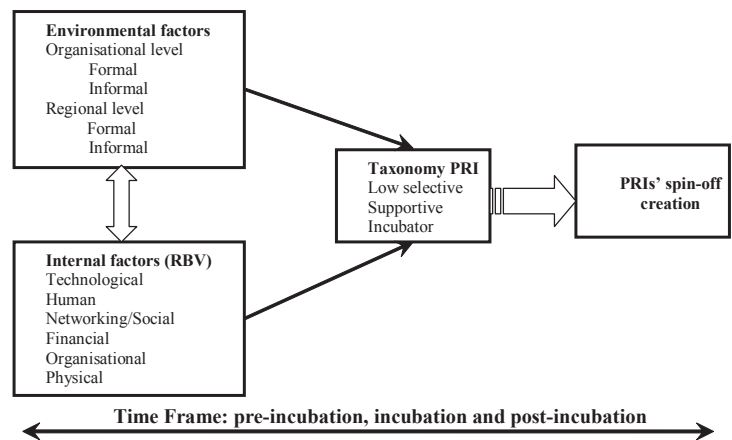 Environmental factors
Organisational level
Formal
Informal
Regional level
Formal
Informal
Taxonomy PRI
Low selective
Supportive
Incubator
PRIs' spin-off
creation
Internal factors (RBV)
Technological
Human
Networking/Social
Financial
Organisational
Physical
Time Frame: pre-incubation, incubation and post-incubation